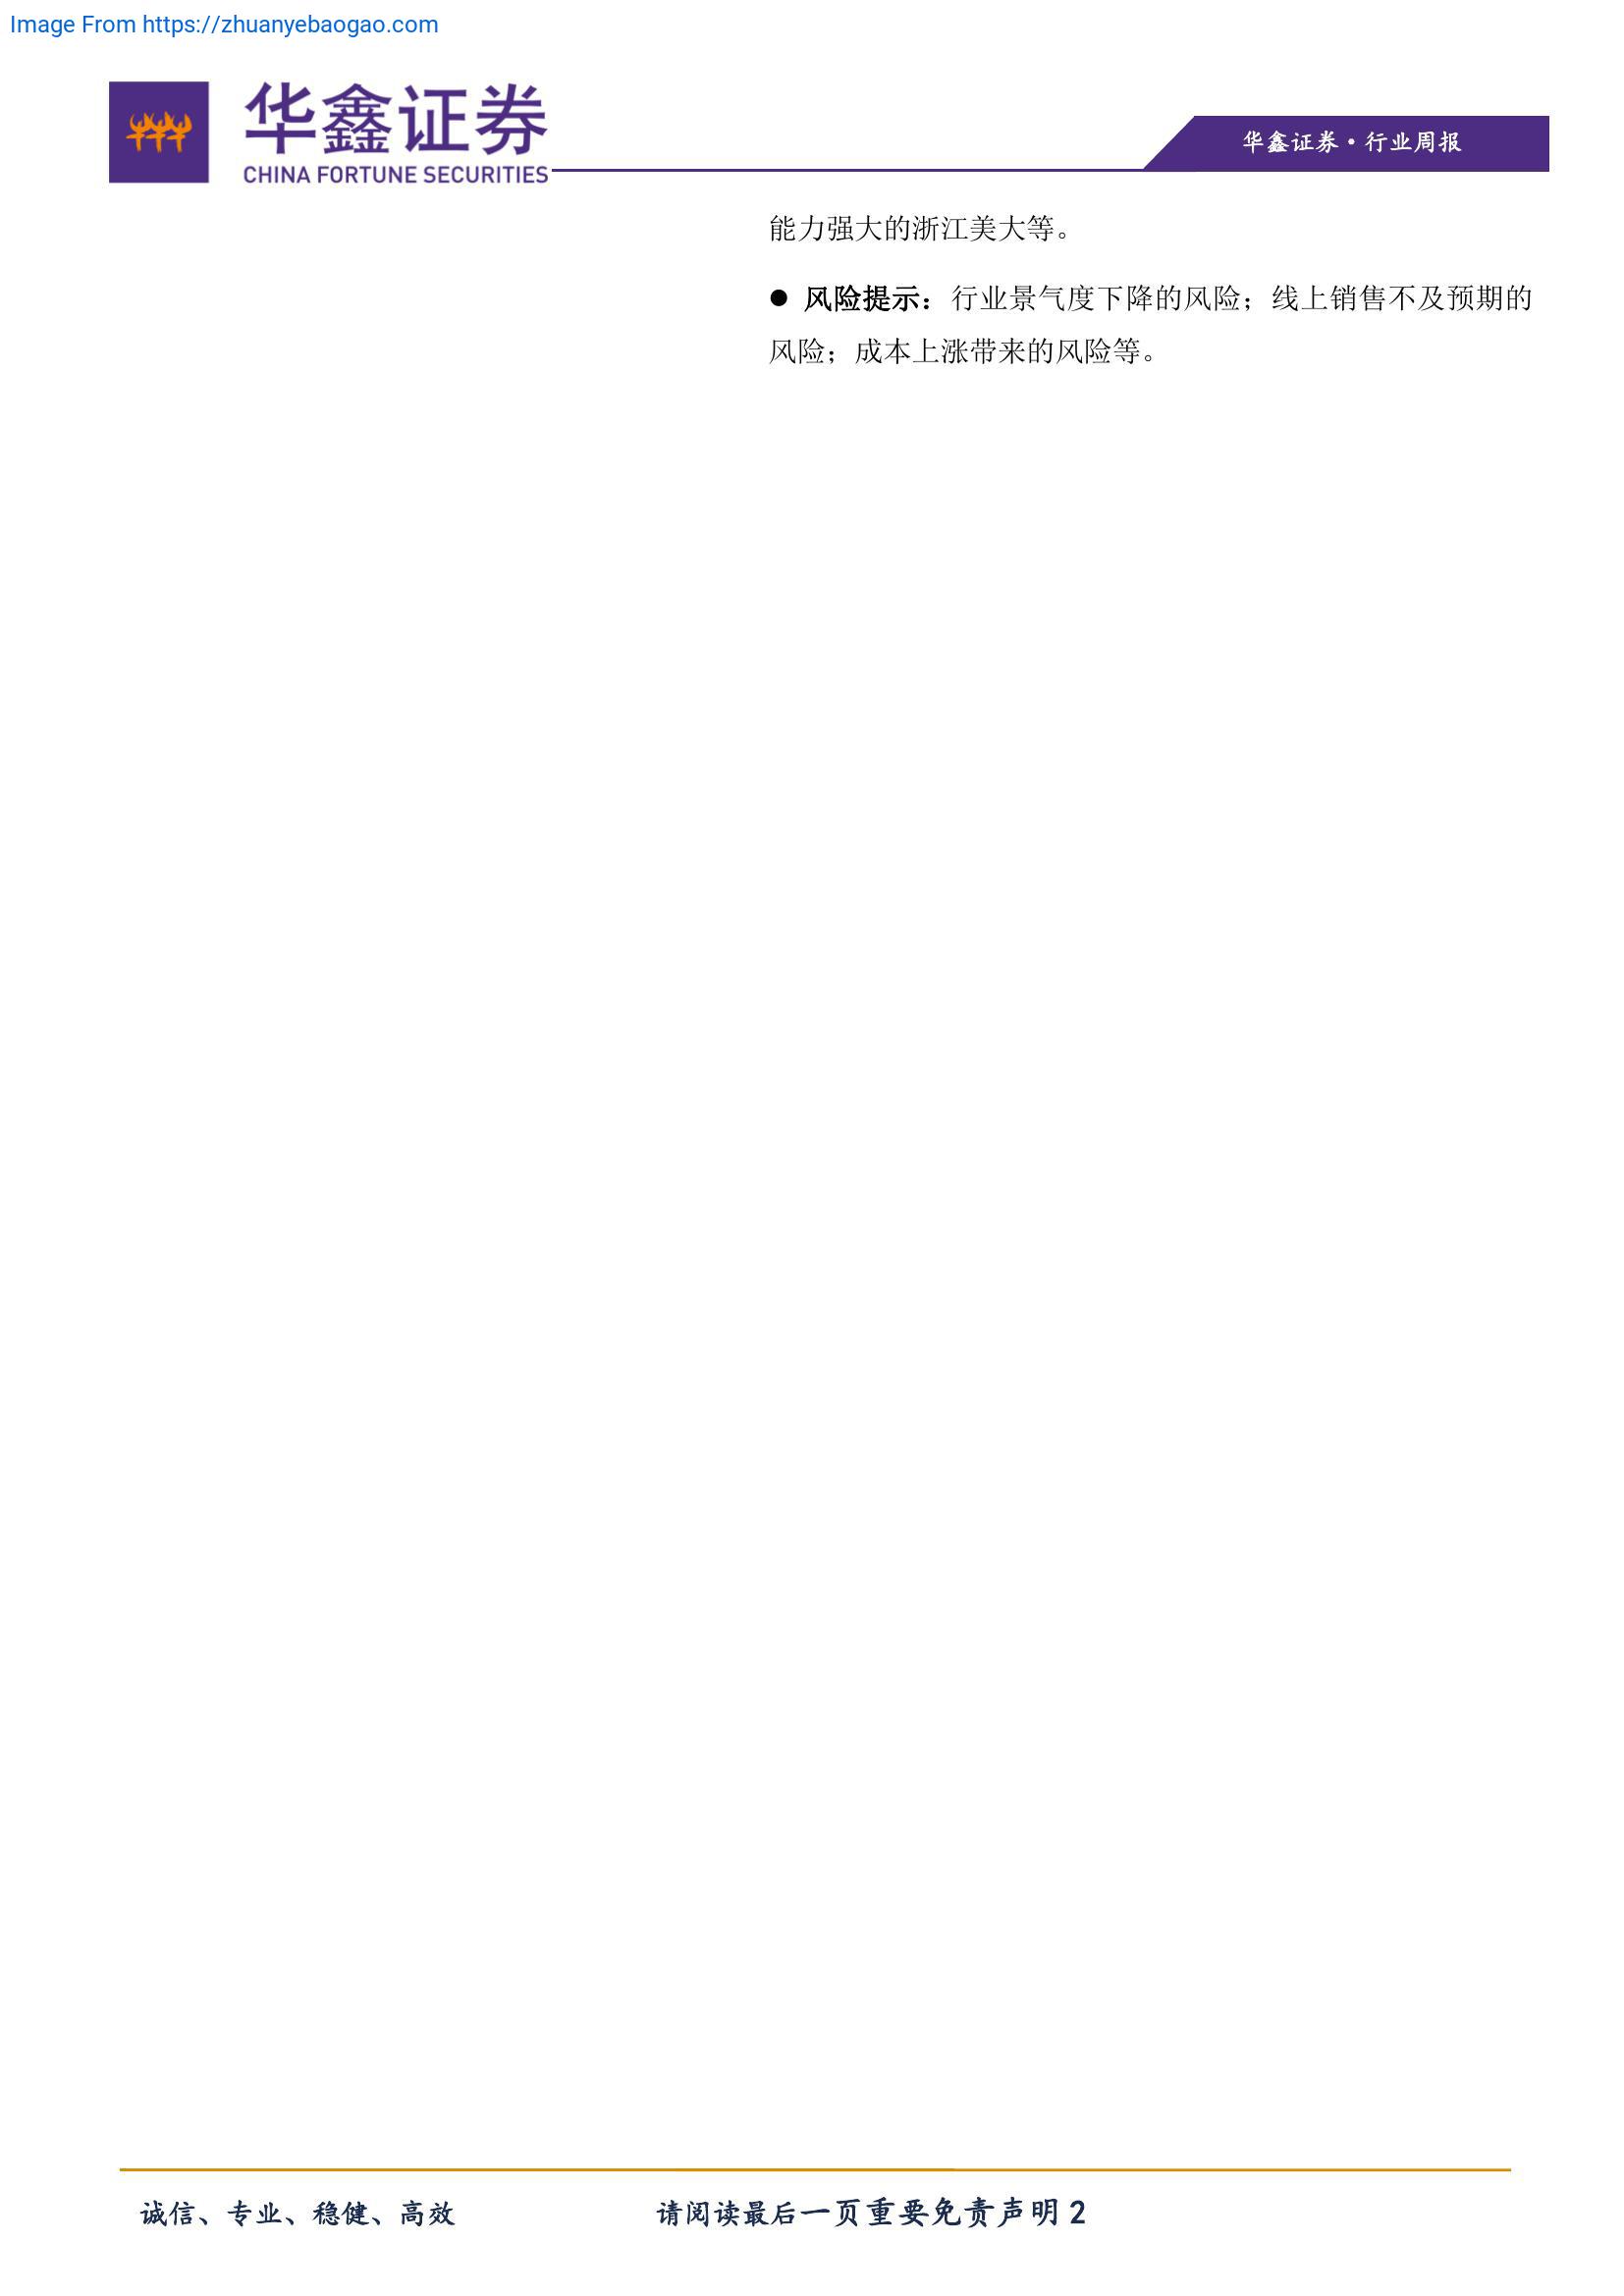 Image From https://zhuanyebaogao.com
华鑫证券
CHINA FORTUNE SECURITIES
华鑫证券·行业周报
能力强大的浙江美大等。
● 风险提示：行业景气度下降的风险；线上销售不及预期的
风险；成本上涨带来的风险等。
诚信、专业、稳健、高效
请阅读最后一页重要免责声明 2